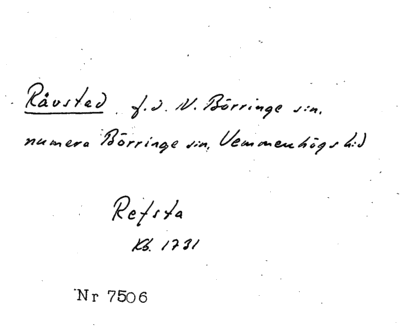 Råvsted f.d. N. Börringe sn.
numera Börringe sn, Vemmenhögs hd
Refsta
Kb. 1731
Nr 7506